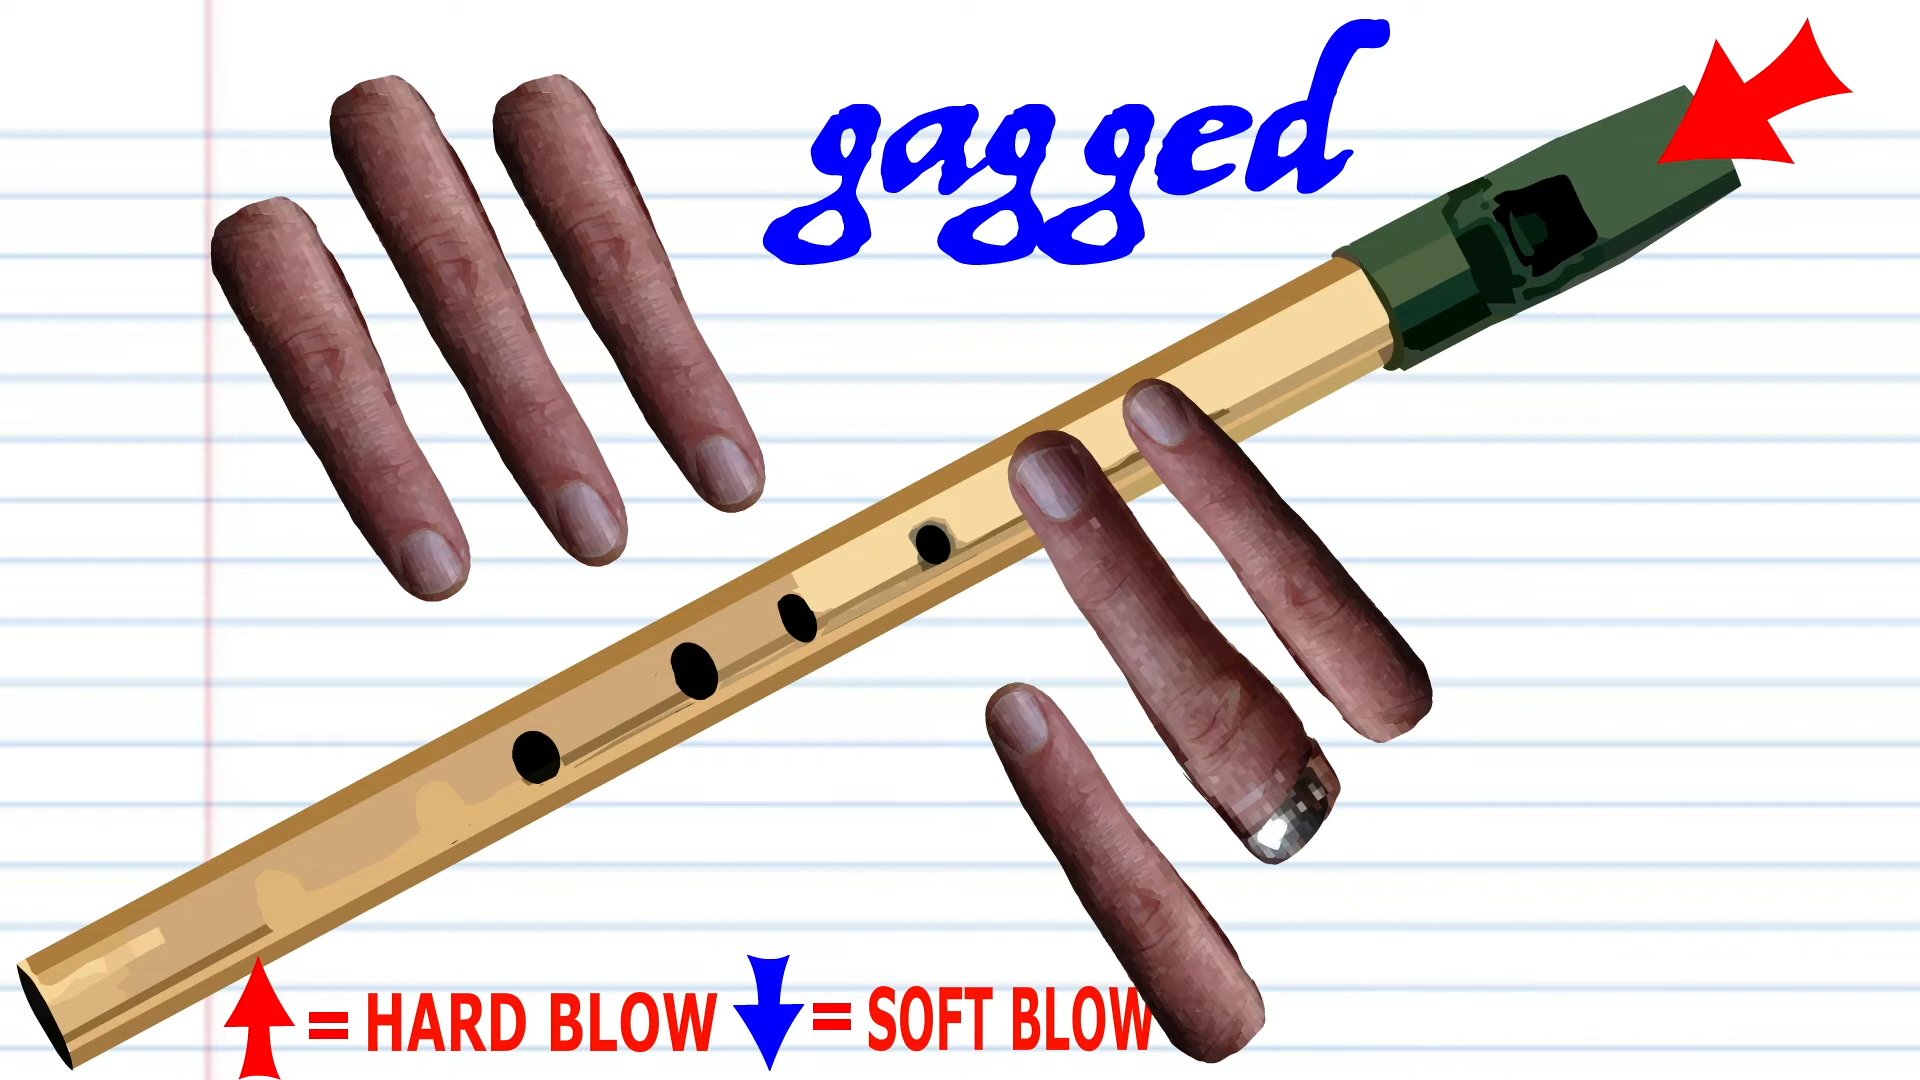 gagged
= HARD BLOW = SOFT BLOW